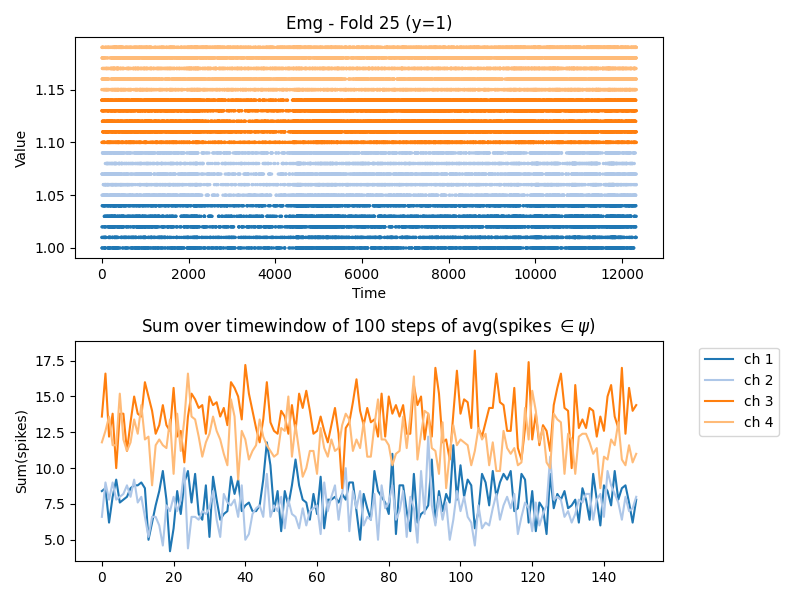 Emg - Fold 25 (y=1)
Value
1.15
1.10
1.05
1.00
0 2000 4000 6000 8000 10000 12000
Time
Sum over timewindow of 100 steps of avg(spikes ∈ψ)
Sum(spikes)
17.5
15.0
12.5
10.0
7.5
5.0
0 20 40 60 80 100 120 140
ch 1
ch 2
ch 3
ch 4